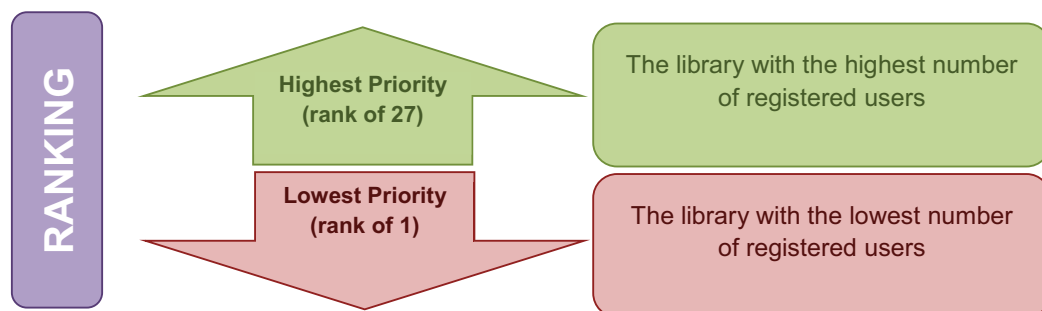 RANKING
Highest Priority
(rank of 27)
The library with the highest number
of registered users
Lowest Priority
(rank of 1)
The library with the lowest number
of registered users